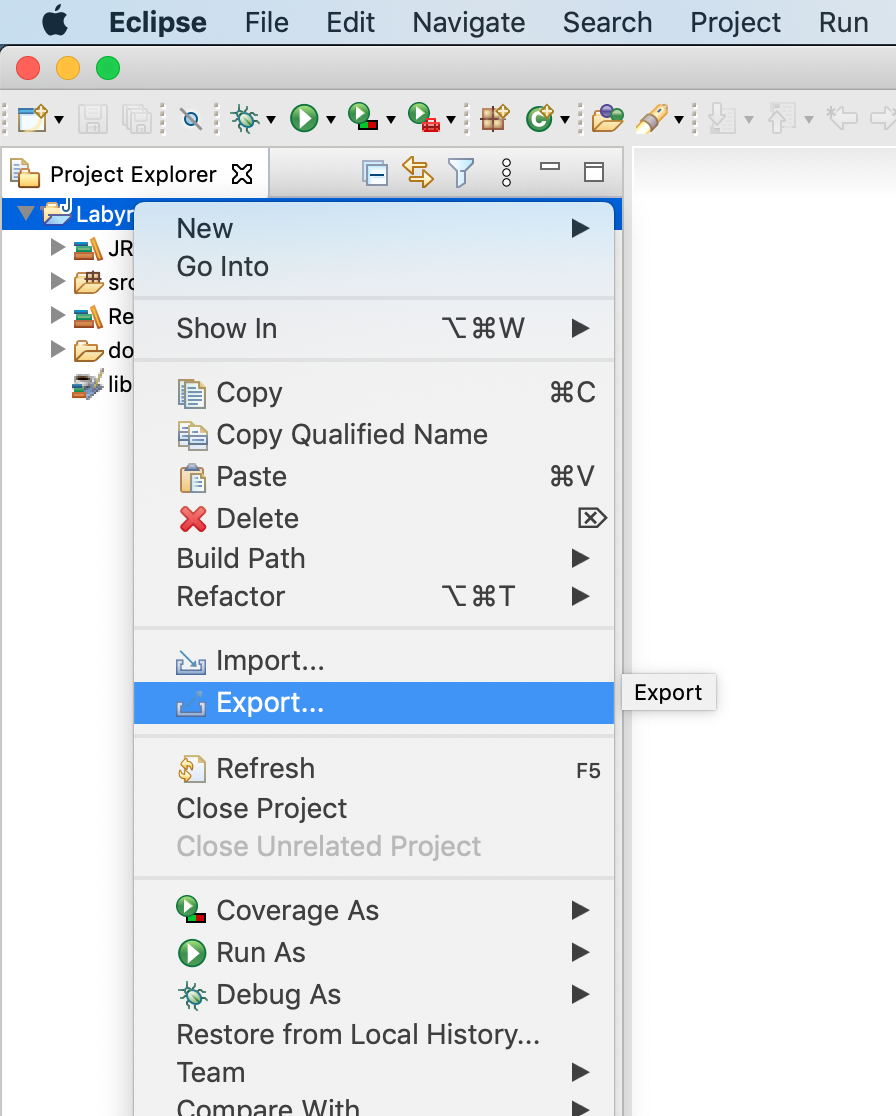 Eclipse File Edit Navigate Search Project Run
Project Explorer
Labyr
JR
src
Re
do
lib
New
Go Into
Show In ⌥⌘W
Copy ⌘C
Copy Qualified Name
Paste ⌘V
Delete ⌦
Build Path
Refactor ⌥⌘T
Import...
Export...
Export
Refresh F5
Close Project
Close Unrelated Project
Coverage As
Run As
Debug As
Restore from Local History...
Team
Compare With